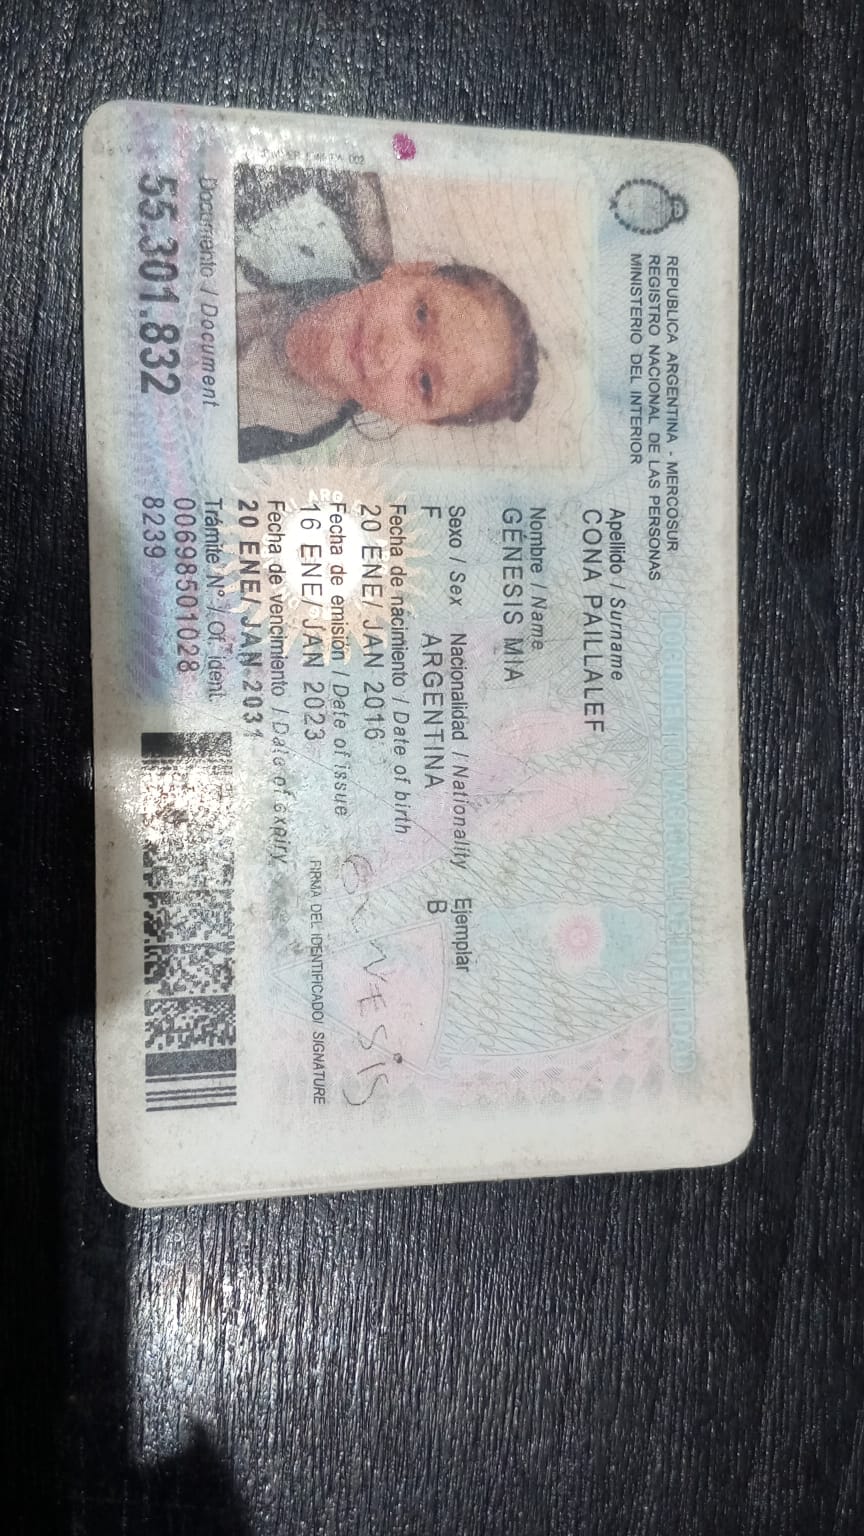 REPUBLICA ARGENTINA - MERCOSUR
REGISTRO NACIONAL DE LAS PERSONAS
MINISTERIO DEL INTERIOR
DOCUMENTO NACIONAL DE IDENTIDAD
Apellido / Surname
CONA PAILLALEF
Nombre / Name
GÉNESIS MIA
Sexo / Sex Nacionalidad / Nationality Ejemplar
F ARGENTINA B
Fecha de nacimiento / Date of birth
20 ENE/ JAN 2016
Fecha de emisión / Date of issue
16 ENE/ JAN 2023
Fecha de vencimiento / Date of expiry
20 ENE/ JAN 2031
GENESIS
FIRMA DEL IDENTIFICADO/ SIGNATURE
Documento / Document
55.301.832
Trámite N° / Of. ident.
00698501028
8239